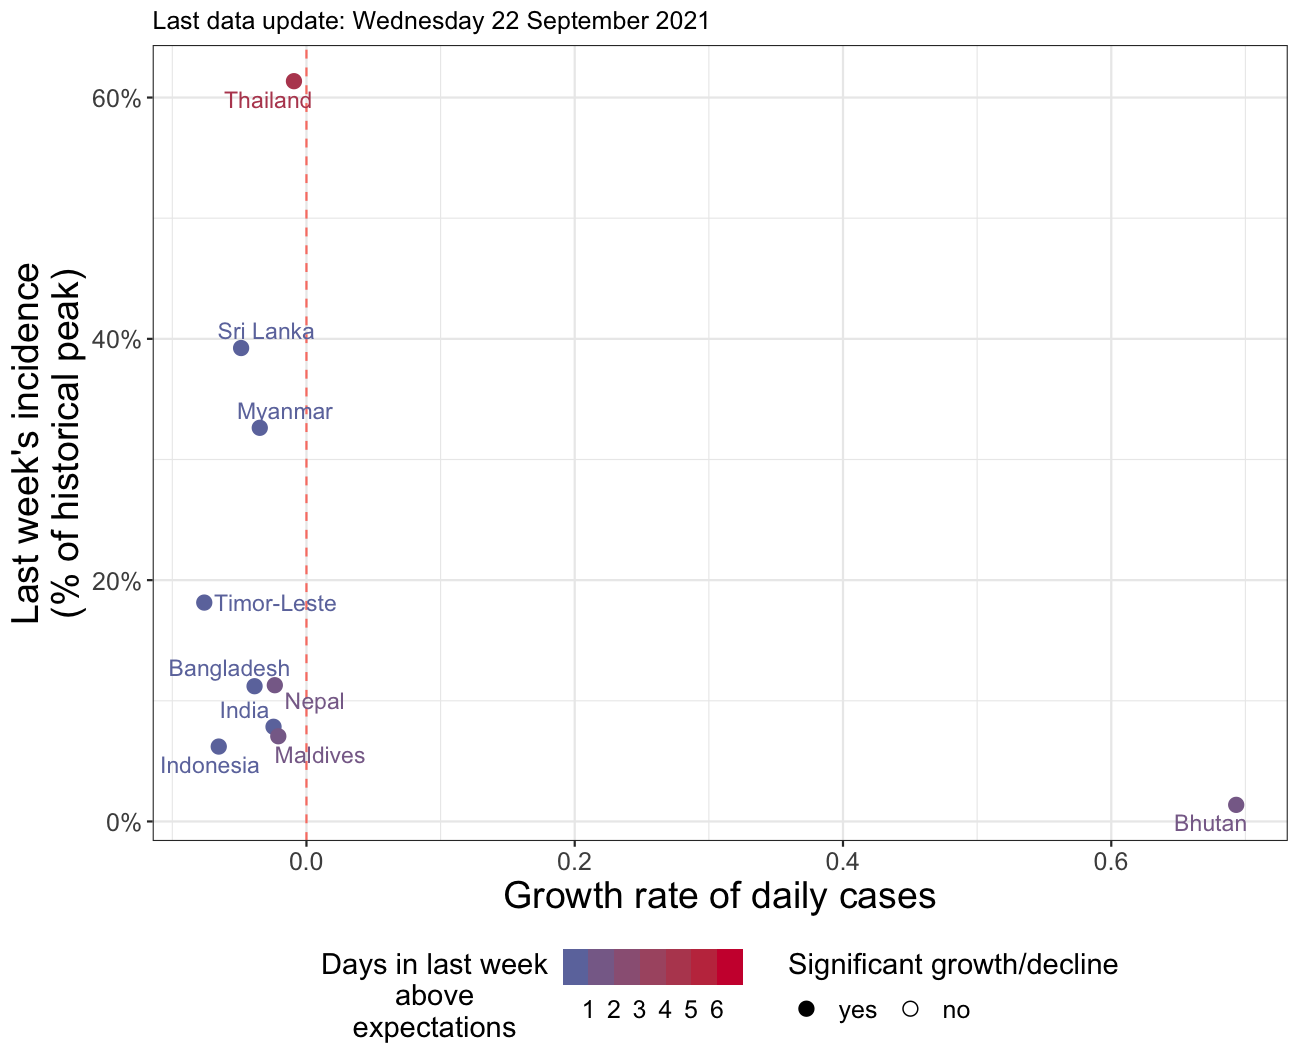 Last data update: Wednesday 22 September 2021
Last week's incidence
(% of historical peak)
60%
40%
20%
0%
Thailand
Sri Lanka
Myanmar
Timor-Leste
Bangladesh
Nepal
India
Maldives
Indonesia
Bhutan
0.0 0.2 0.4 0.6
Growth rate of daily cases
Days in last week
above
expectations
1 2 3 4 5 6
Significant growth/decline
yes no